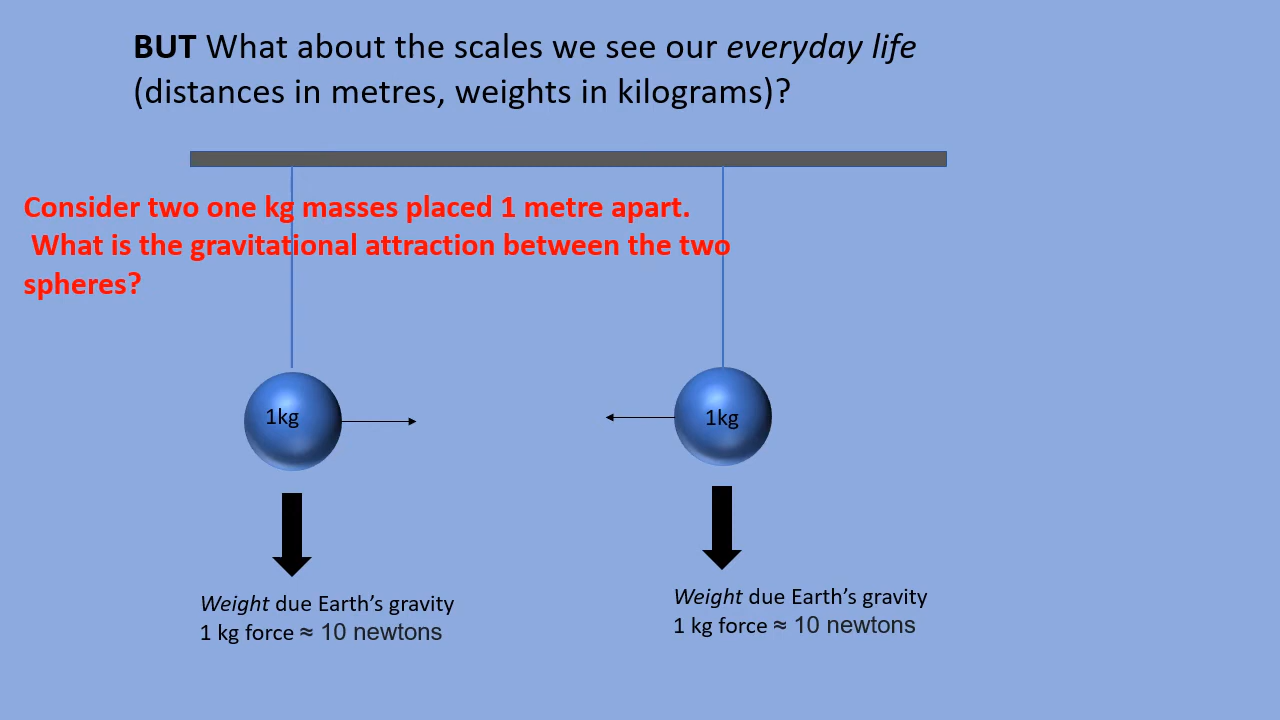 BUT What about the scales we see our everyday life
(distances in metres, weights in kilograms)?
Consider two one kg masses placed 1 metre apart.
What is the gravitational attraction between the two
spheres?
1kg
1kg
Weight due Earth's gravity
1 kg force ≈ 10 newtons
Weight due Earth's gravity
1 kg force ≈ 10 newtons